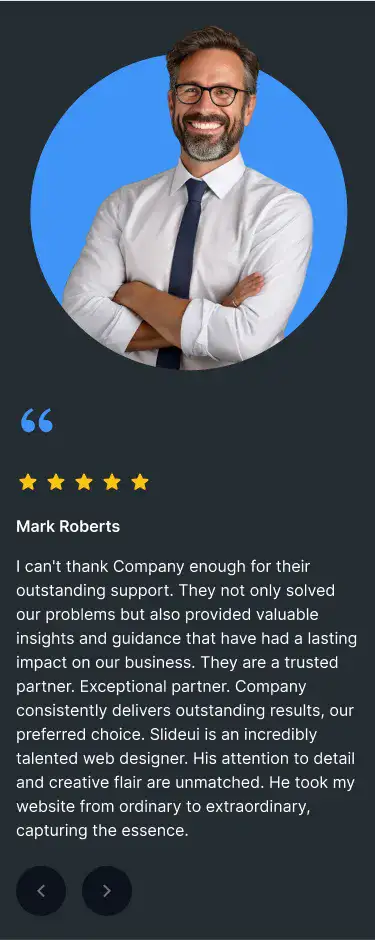 “
Mark Roberts
I can't thank Company enough for their
outstanding support. They not only solved
our problems but also provided valuable
insights and guidance that have had a lasting
impact on our business. They are a trusted
partner. Exceptional partner. Company
consistently delivers outstanding results, our
preferred choice. Slideui is an incredibly
talented web designer. His attention to detail
and creative flair are unmatched. He took my
website from ordinary to extraordinary,
capturing the essence.